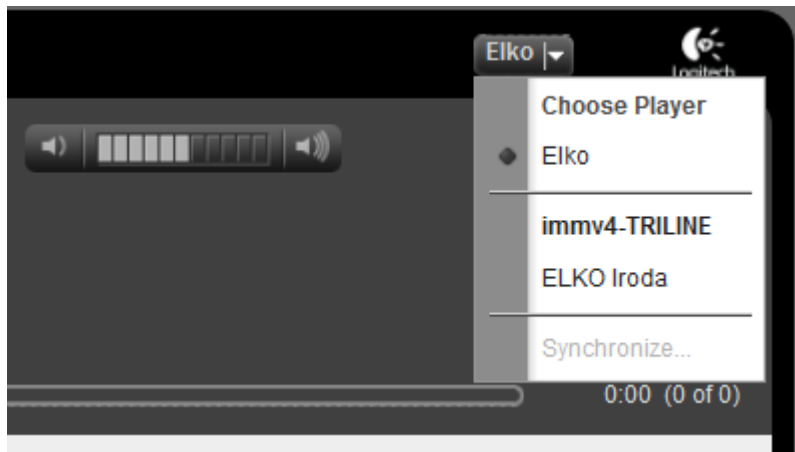 Elko
Logitech
Choose Player
Elko
immv4-TRILINE
ELKO Iroda
Synchronize...
0:00 (0 of 0)